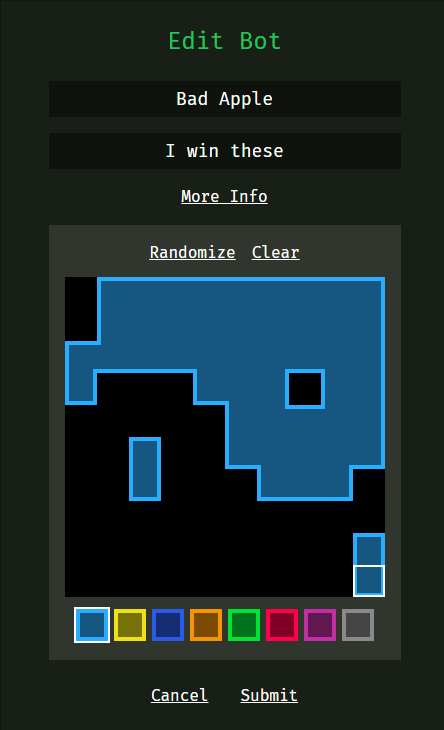 Edit Bot
Bad Apple
I win these
More Info
Randomize Clear
Cancel Submit